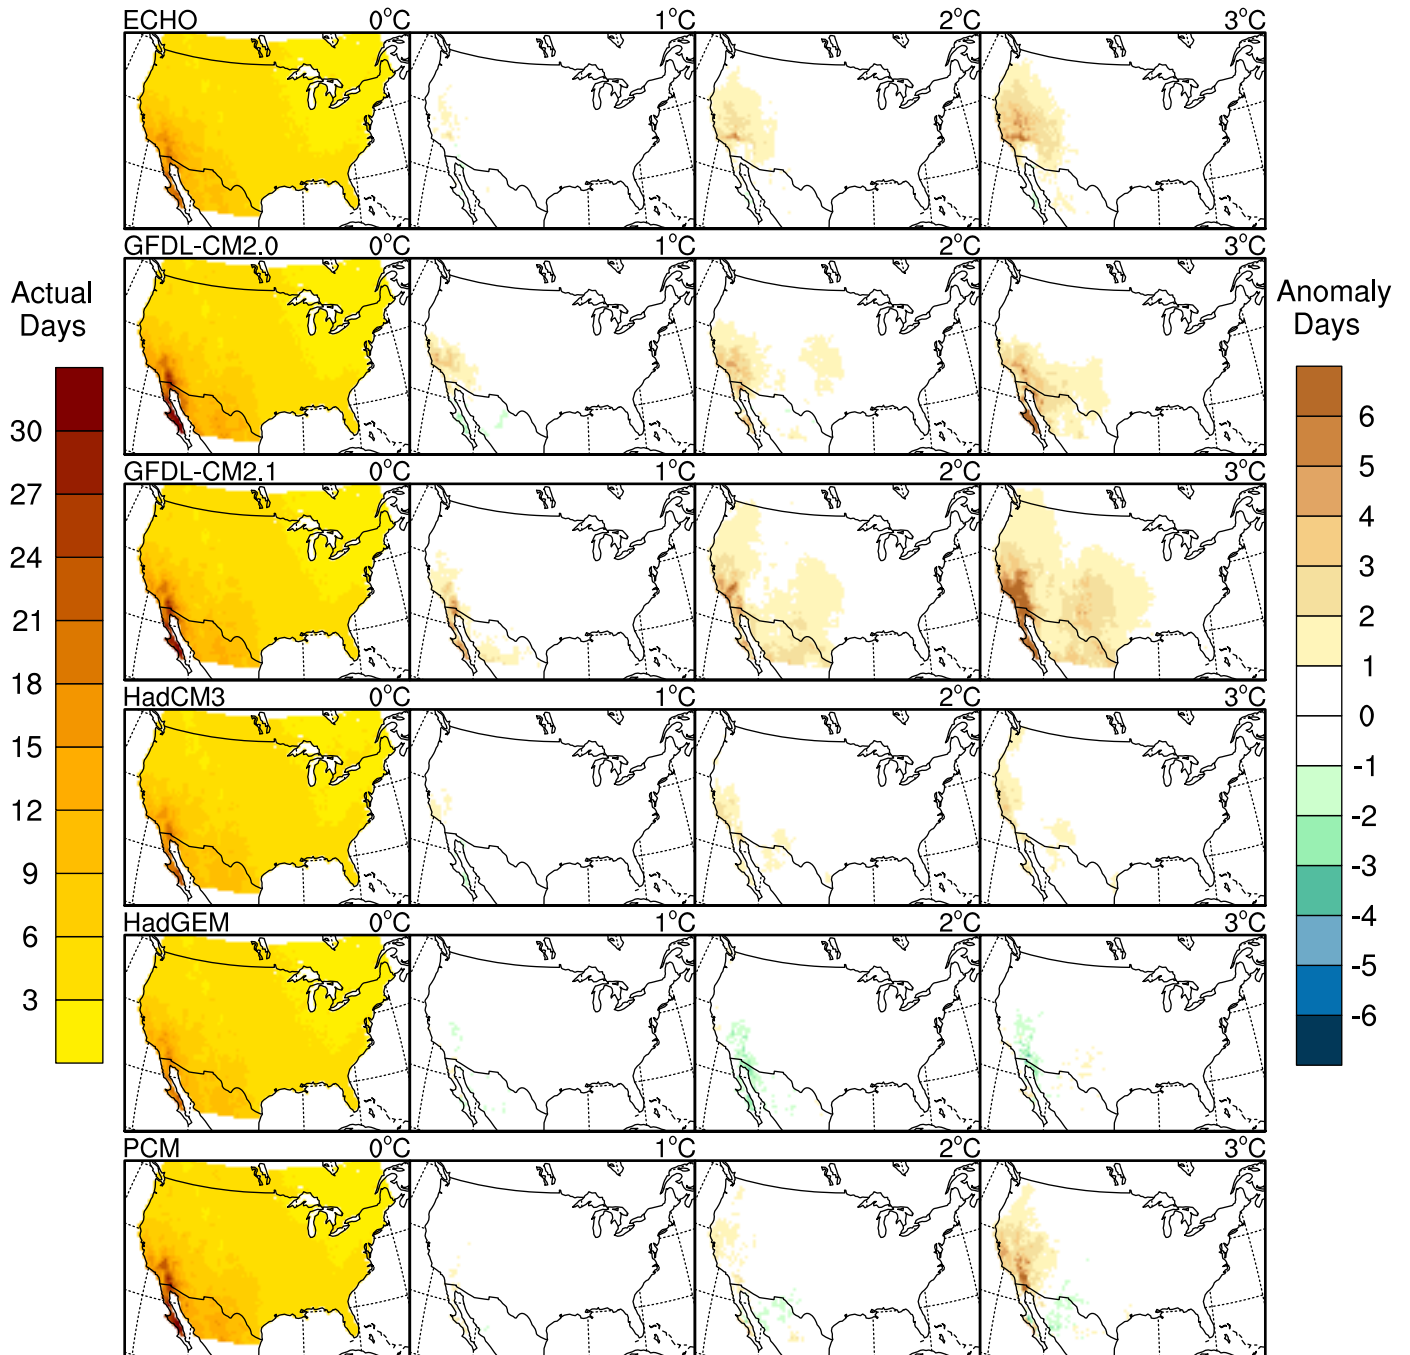 ECHO 0°C 1°C 2°C 3°C
GFDL-CM2.0 0°C 1°C 2°C 3°C
Actual
Days
30
27
24
21
18
15
12
9
6
3
Anomaly
Days
6
5
4
3
2
1
0
-1
-2
-3
-4
-5
-6
GFDL-CM2.1 0°C 1°C 2°C 3°C
HadCM3 0°C 1°C 2°C 3°C
HadGEM 0°C 1°C 2°C 3°C
PCM 0°C 1°C 2°C 3°C